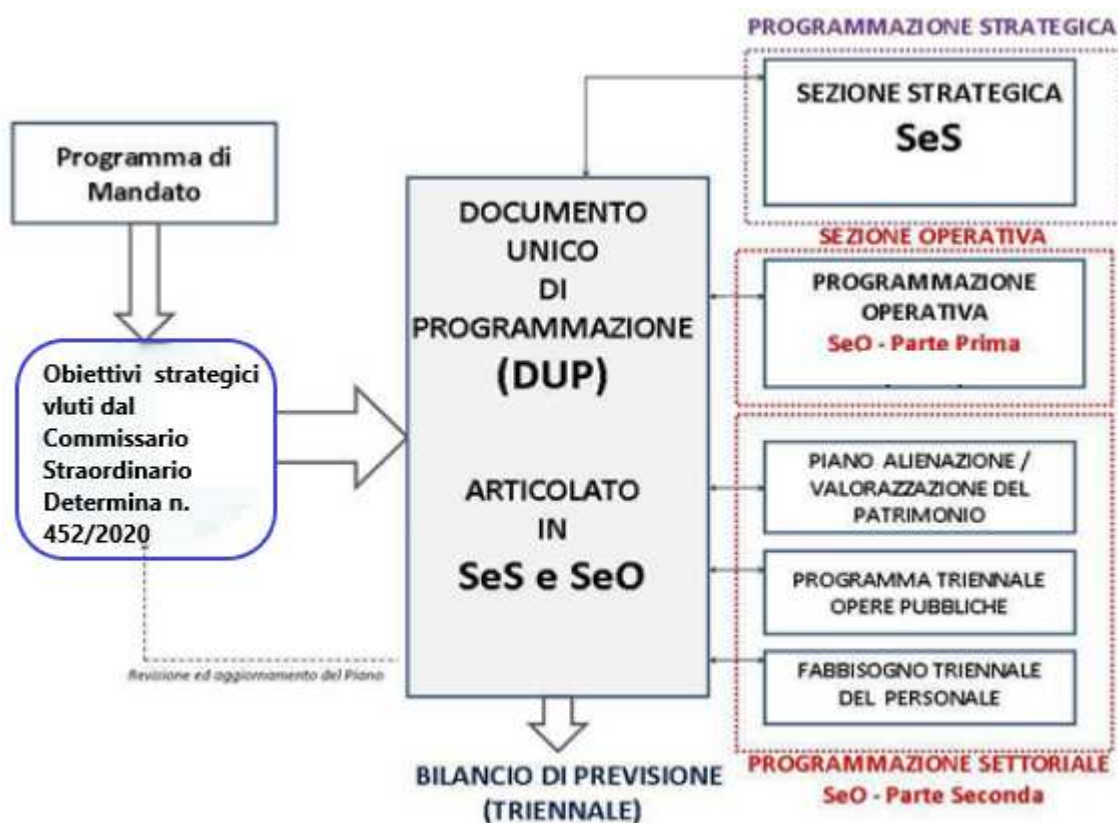 PROGRAMMAZIONE STRATEGICA
SEZIONE STRATEGICA
SeS
Programma di
Mandato
Obiettivi strategici
vluti dal
Commissario
Straordinario
Determina n.
452/2020
Revisione ed aggiornamento del Piano
DOCUMENTO
UNICO
DI
PROGRAMMAZIONE
(DUP)
ARTICOLATO
IN
SeS e SeO
BILANCIO DI PREVISIONE
(TRIENNALE)
SEZIONE OPERATIVA
PROGRAMMAZIONE
OPERATIVA
SeO - Parte Prima
PIANO ALIENAZIONE /
VALORAZZAZIONE DEL
PATRIMONIO
PROGRAMMA TRIENNALE
OPERE PUBBLICHE
FABBISOGNO TRIENNALE
DEL PERSONALE
PROGRAMMAZIONE SETTORIALE
SeO - Parte Seconda